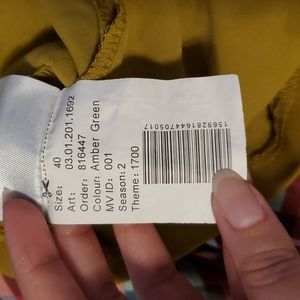 Size: 40
Art: 03.01.201.1692
Order: 816447
Colour: Amber Green
MV.ID: 001
Season: 2
Theme: 1700
1569281644705017